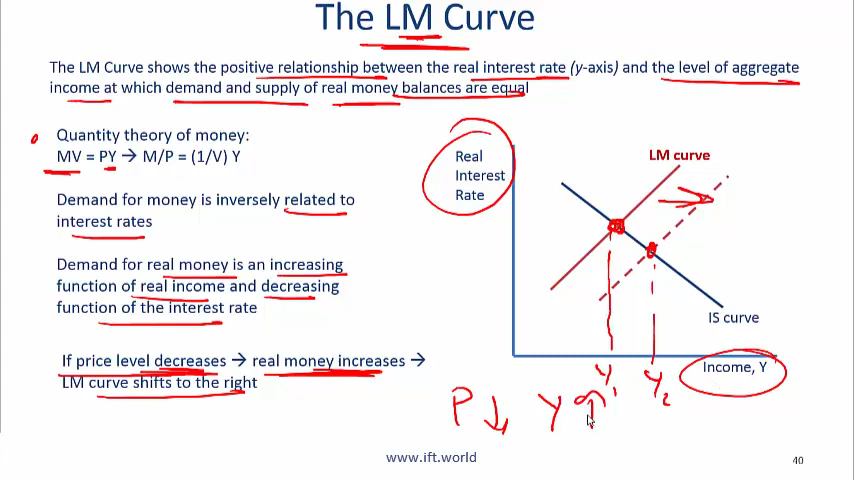 The LM Curve
The LM Curve shows the positive relationship between the real interest rate (y-axis) and the level of aggregate
income at which demand and supply of real money balances are equal
Quantity theory of money:
MV = PY → M/P = (1/V) Y
Demand for money is inversely related to
interest rates
Demand for real money is an increasing
function of real income and decreasing
function of the interest rate
If price level decreases → real money increases →
LM curve shifts to the right
Real
Interest
Rate
LM curve
IS curve
Income, Y
Y₁
Y₂
P ↓ Y ↑
www.ift.world
40